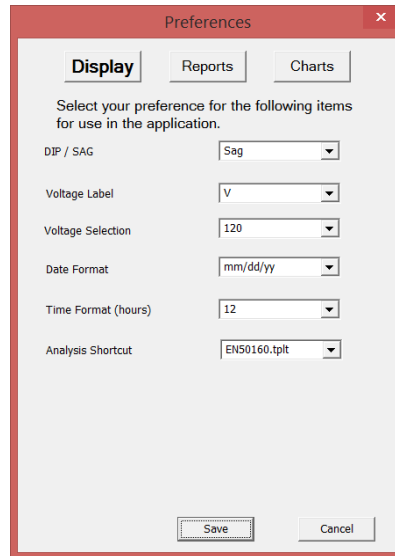 Preferences
x
Display Reports Charts
Select your preference for the following items
for use in the application.
DIP / SAG Sag
Voltage Label V
Voltage Selection 120
Date Format mm/dd/yy
Time Format (hours) 12
Analysis Shortcut EN50160.tplt
Save Cancel